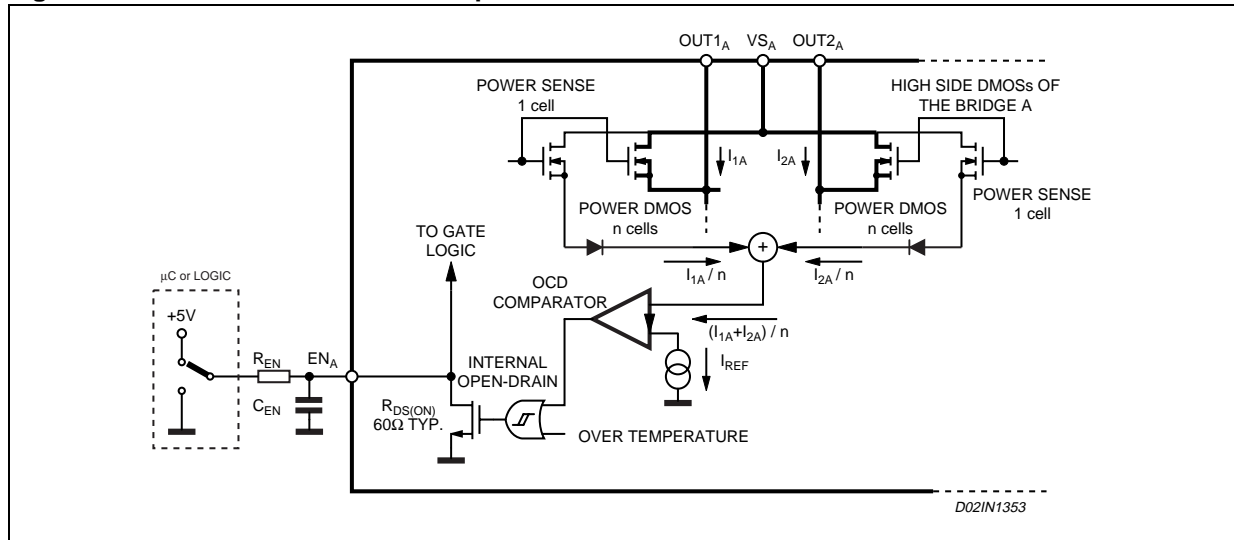 OUT1A VSA OUT2A
POWER SENSE
1 cell
HIGH SIDE DMOSs OF
THE BRIDGE A
I1A
I2A
POWER SENSE
1 cell
POWER DMOS
n cells
POWER DMOS
n cells
TO GATE
LOGIC
+
I1A / n
I2A / n
μC or LOGIC
OCD
COMPARATOR
+5V
(I1A+I2A) / n
REN
ENA
INTERNAL
OPEN-DRAIN
IREF
CEN
RDS(ON)
60Ω TYP.
OVER TEMPERATURE
D02IN1353